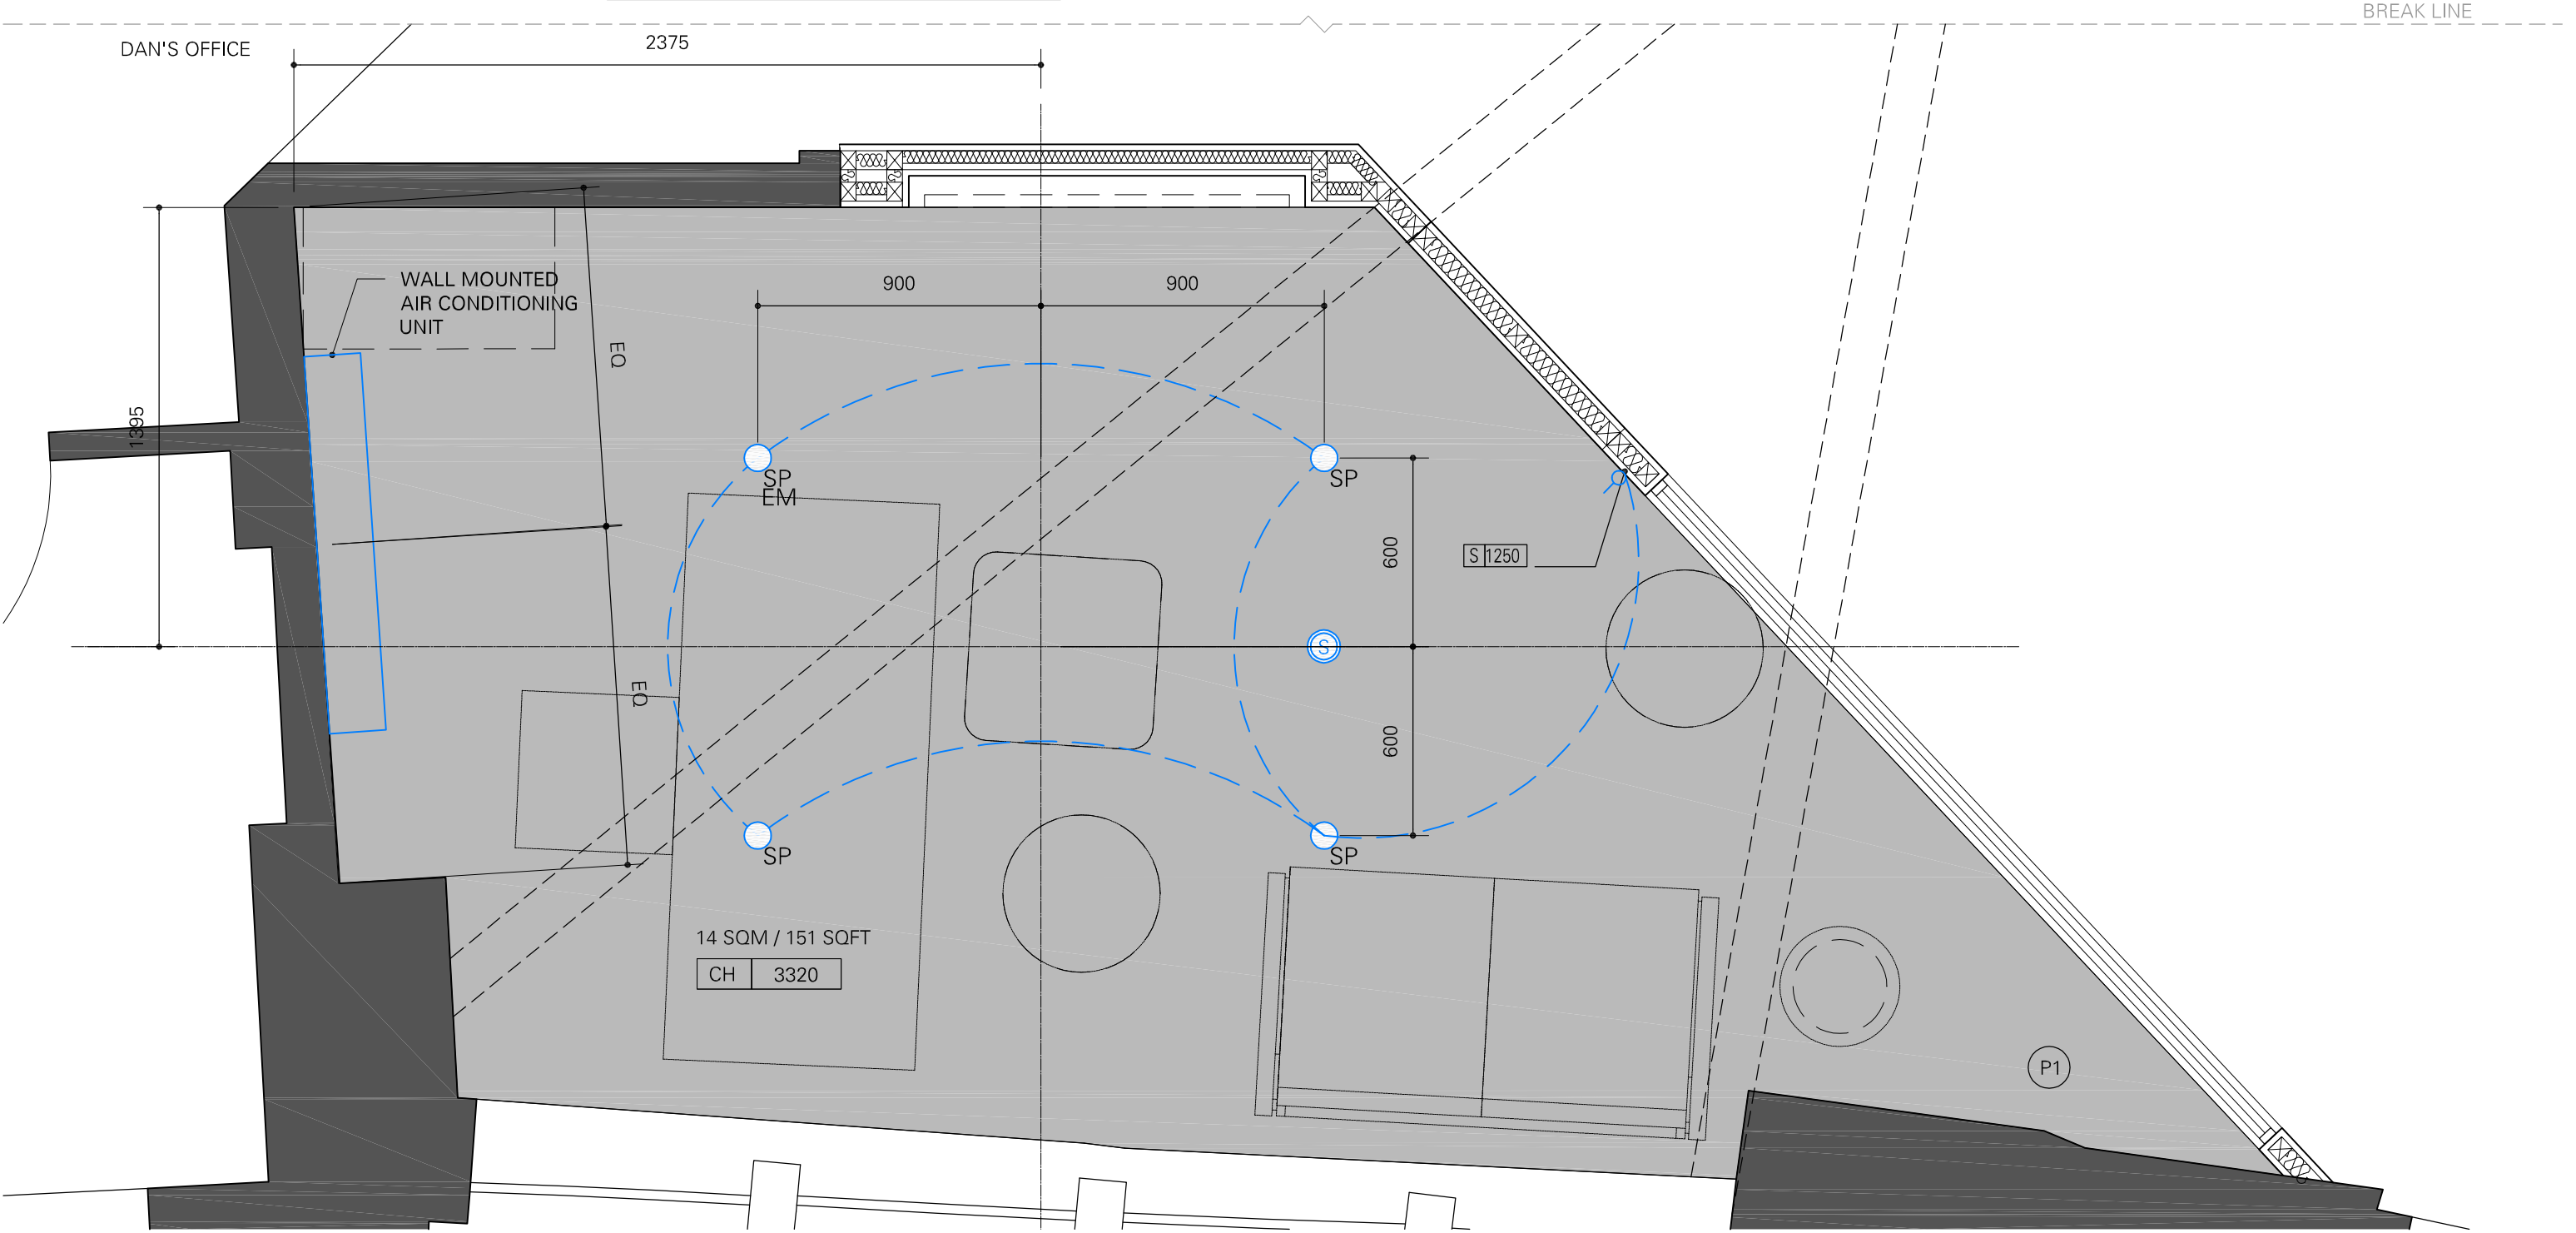 BREAK LINE
DAN'S OFFICE
2375
WALL MOUNTED
AIR CONDITIONING
UNIT
900
900
EQ
1395
SP
EM
SP
600
S 1250
S
EQ
600
SP
SP
14 SQM / 151 SQFT
CH 3320
P1